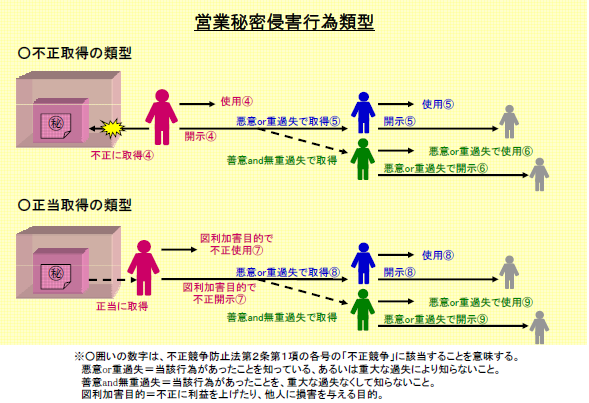 営業秘密侵害行為類型
〇不正取得の類型
使用④
使用⑤
㊙
悪意or重過失で取得⑤
不正に取得④
開示④
開示⑤
善意and無重過失で取得
悪意or重過失で使用⑥
悪意or重過失で開示⑥
〇正当取得の類型
図利加害目的で
不正使用⑦
使用⑧
㊙
悪意or重過失で取得⑧
開示⑧
図利加害目的で
不正開示⑦
正当に取得
善意and無重過失で取得
悪意or重過失で使用⑨
悪意or重過失で開示⑨
※〇囲いの数字は、不正競争防止法第2条第1項の各号の「不正競争」に該当することを意味する。
悪意or重過失＝当該行為があったことを知っている、あるいは重大な過失により知らないこと。
善意and無重過失＝当該行為があったことを、重大な過失なくして知らないこと。
図利加害目的＝不正に利益を上げたり、他人に損害を与える目的。